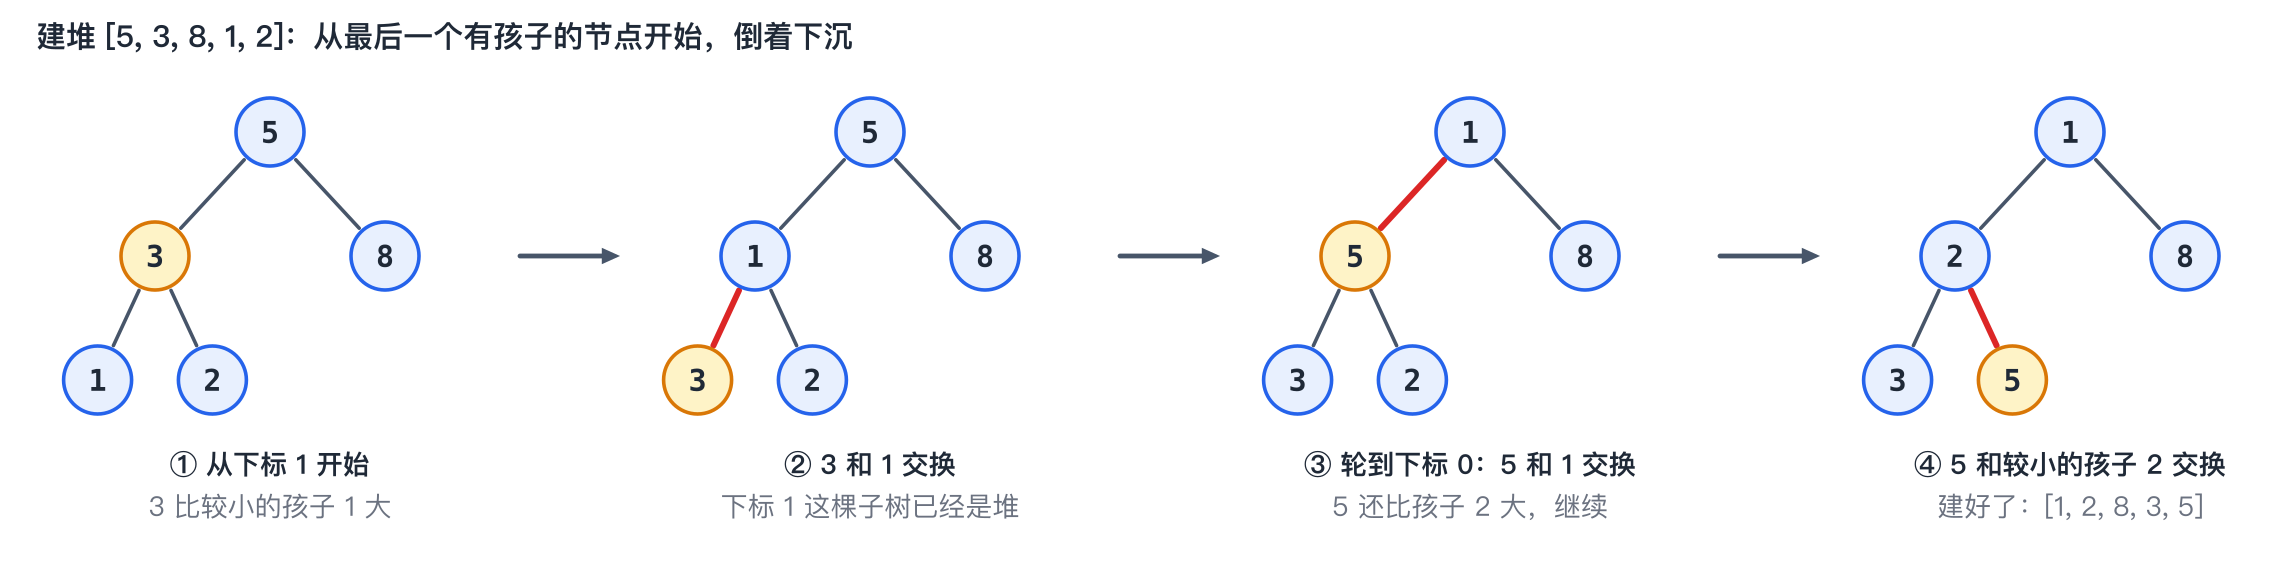 建堆 [5, 3, 8, 1, 2]：从最后一个有孩子的节点开始，倒着下沉
5
3
8
1
2
① 从下标 1 开始
3 比较小的孩子 1 大
5
1
8
3
2
② 3 和 1 交换
下标 1 这棵子树已经是堆
1
5
8
3
2
③ 轮到下标 0：5 和 1 交换
5 还比孩子 2 大，继续
1
2
8
3
5
④ 5 和较小的孩子 2 交换
建好了：[1, 2, 8, 3, 5]